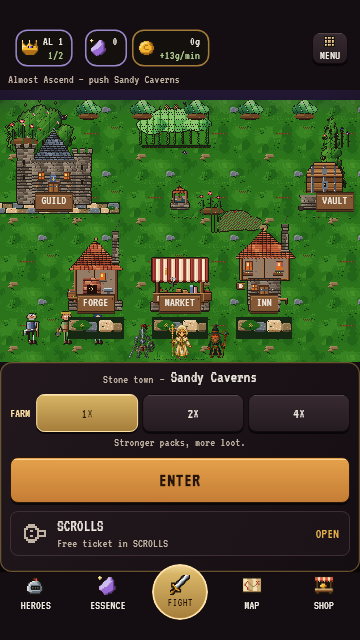 AL 1
1/2
0
0g
+13g/min
MENU
Almost Ascend – push Sandy Caverns
GUILD
VAULT
FORGE
MARKET
INN
Stone town – Sandy Caverns
FARM
1X
2X
4X
Stronger packs, more loot.
ENTER
SCROLLS
Free ticket in SCROLLS
OPEN
HEROES
ESSENCE
FIGHT
MAP
SHOP